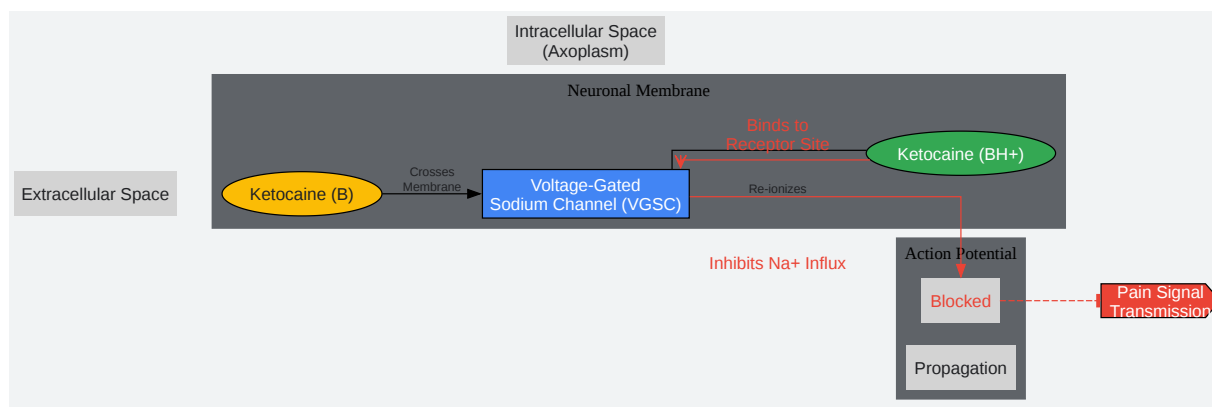 Intracellular Space
(Axoplasm)
Neuronal Membrane
Binds to
Receptor Site
Ketocaine (BH+)
Extracellular Space
Ketocaine (B)
Crosses
Membrane
Voltage-Gated
Sodium Channel (VGSC)
Re-ionizes
Inhibits Na+ Influx
Action Potential
Blocked
Pain Signal
Transmission
Propagation